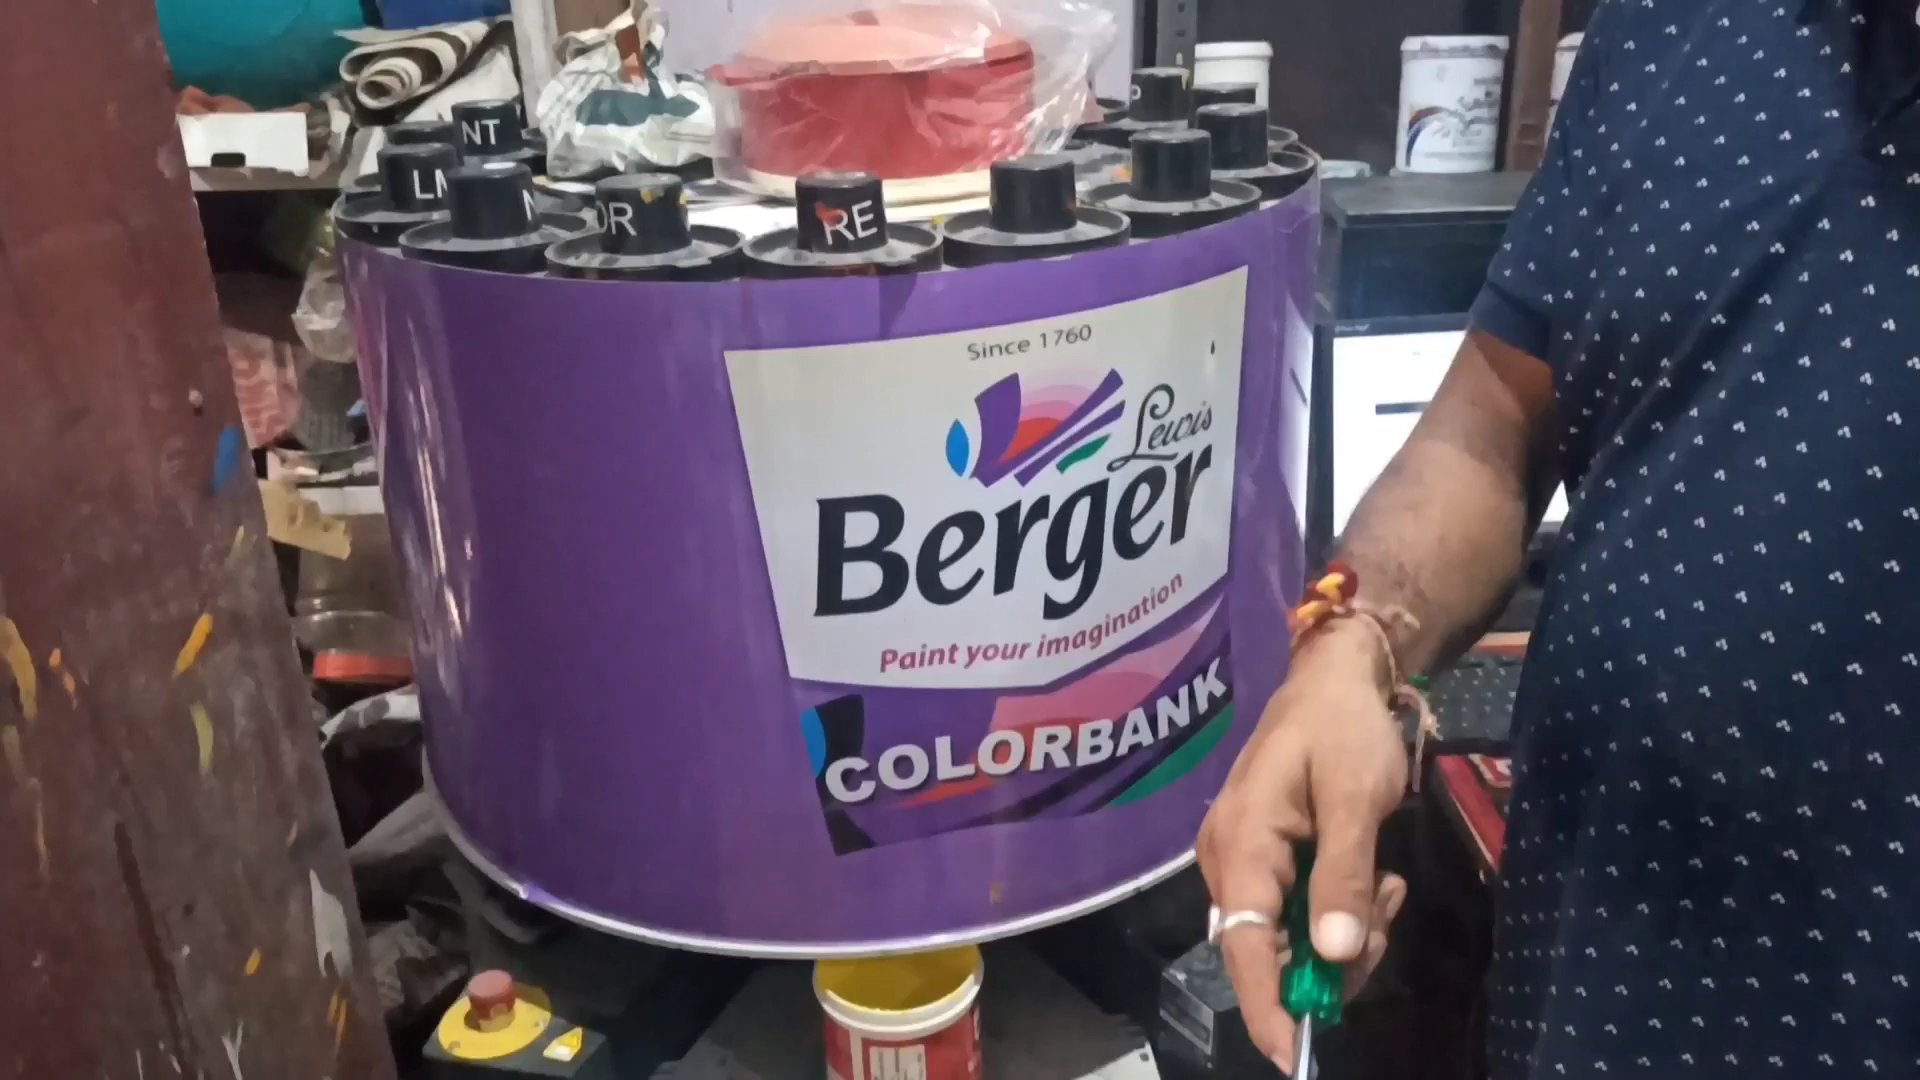 NT
LM
N
OR
RE
P
Since 1760
Lewis
Berger
Paint your imagination
COLORBANK